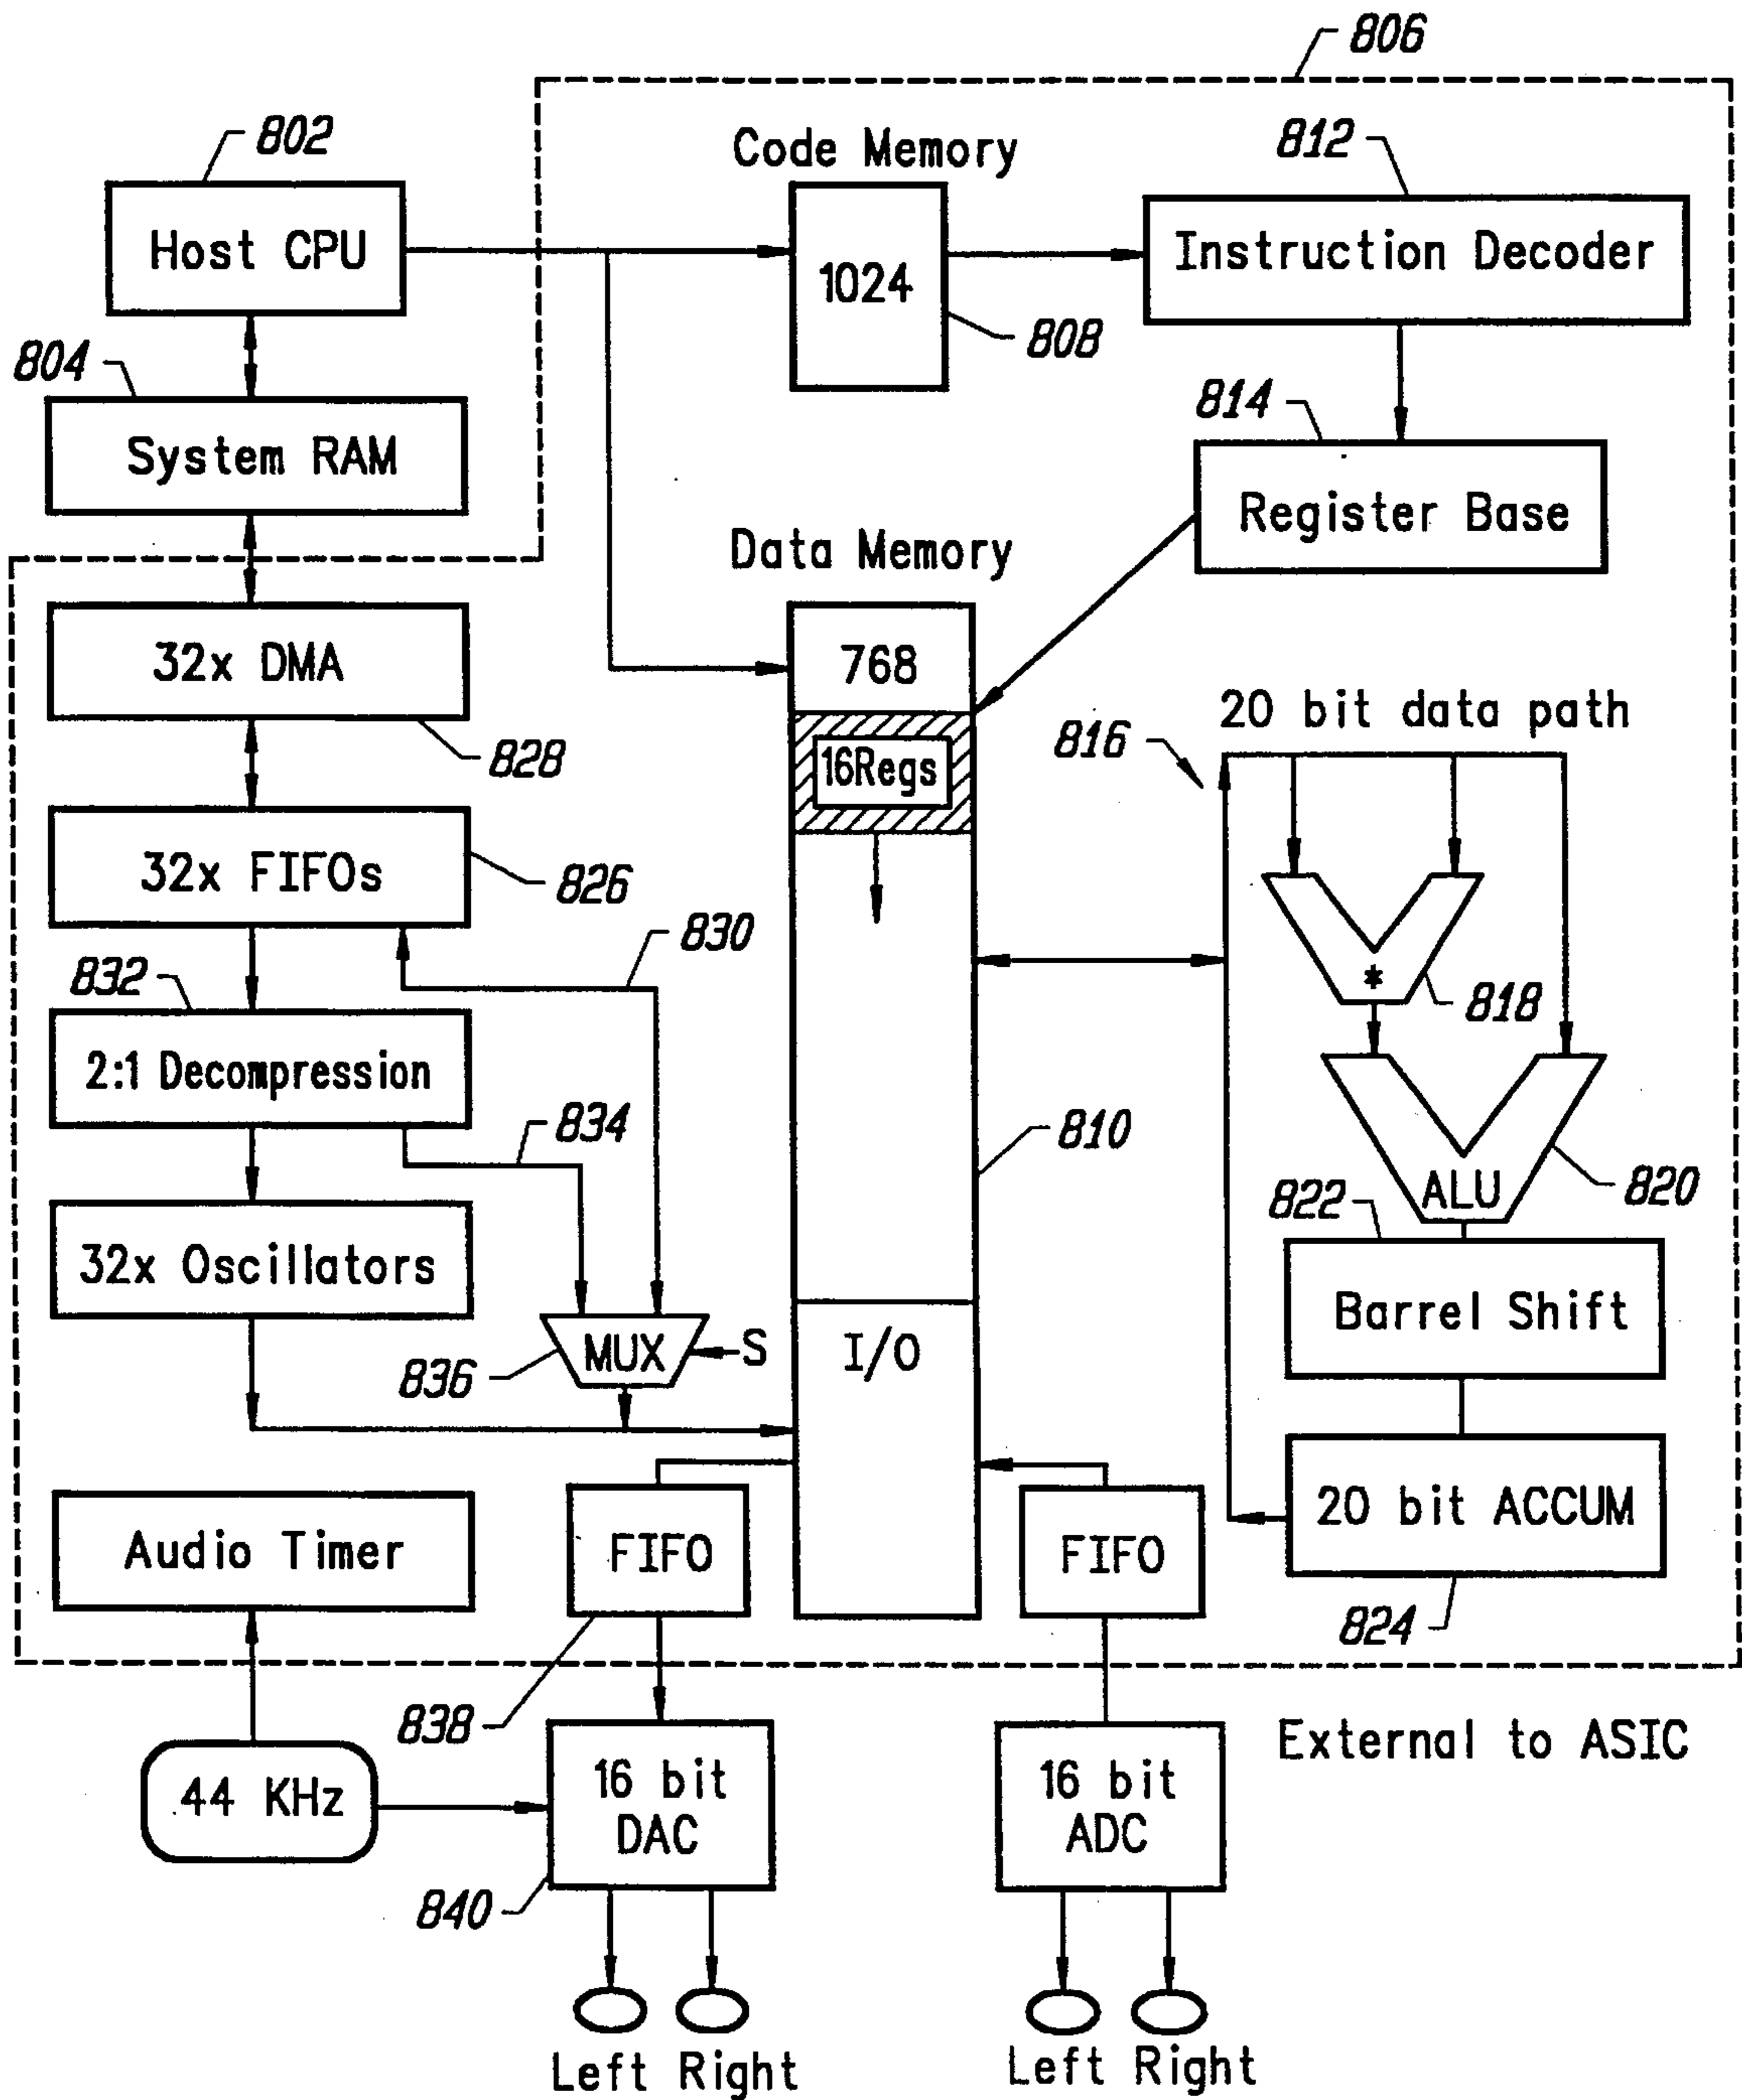 806
802
Code Memory
812
Host CPU
1024
Instruction Decoder
808
804
814
System RAM
Register Base
Data Memory
32x DMA
768
20 bit data path
816
828
16Regs
32x FIFOs
826
830
832
*
818
2:1 Decompression
834
810
ALU
820
822
32x Oscillators
Barrel Shift
MUX
S
I/O
836
20 bit ACCUM
Audio Timer
FIFO
FIFO
824
838
External to ASIC
44 KHz
16 bit
DAC
16 bit
ADC
840
Left Right
Left Right